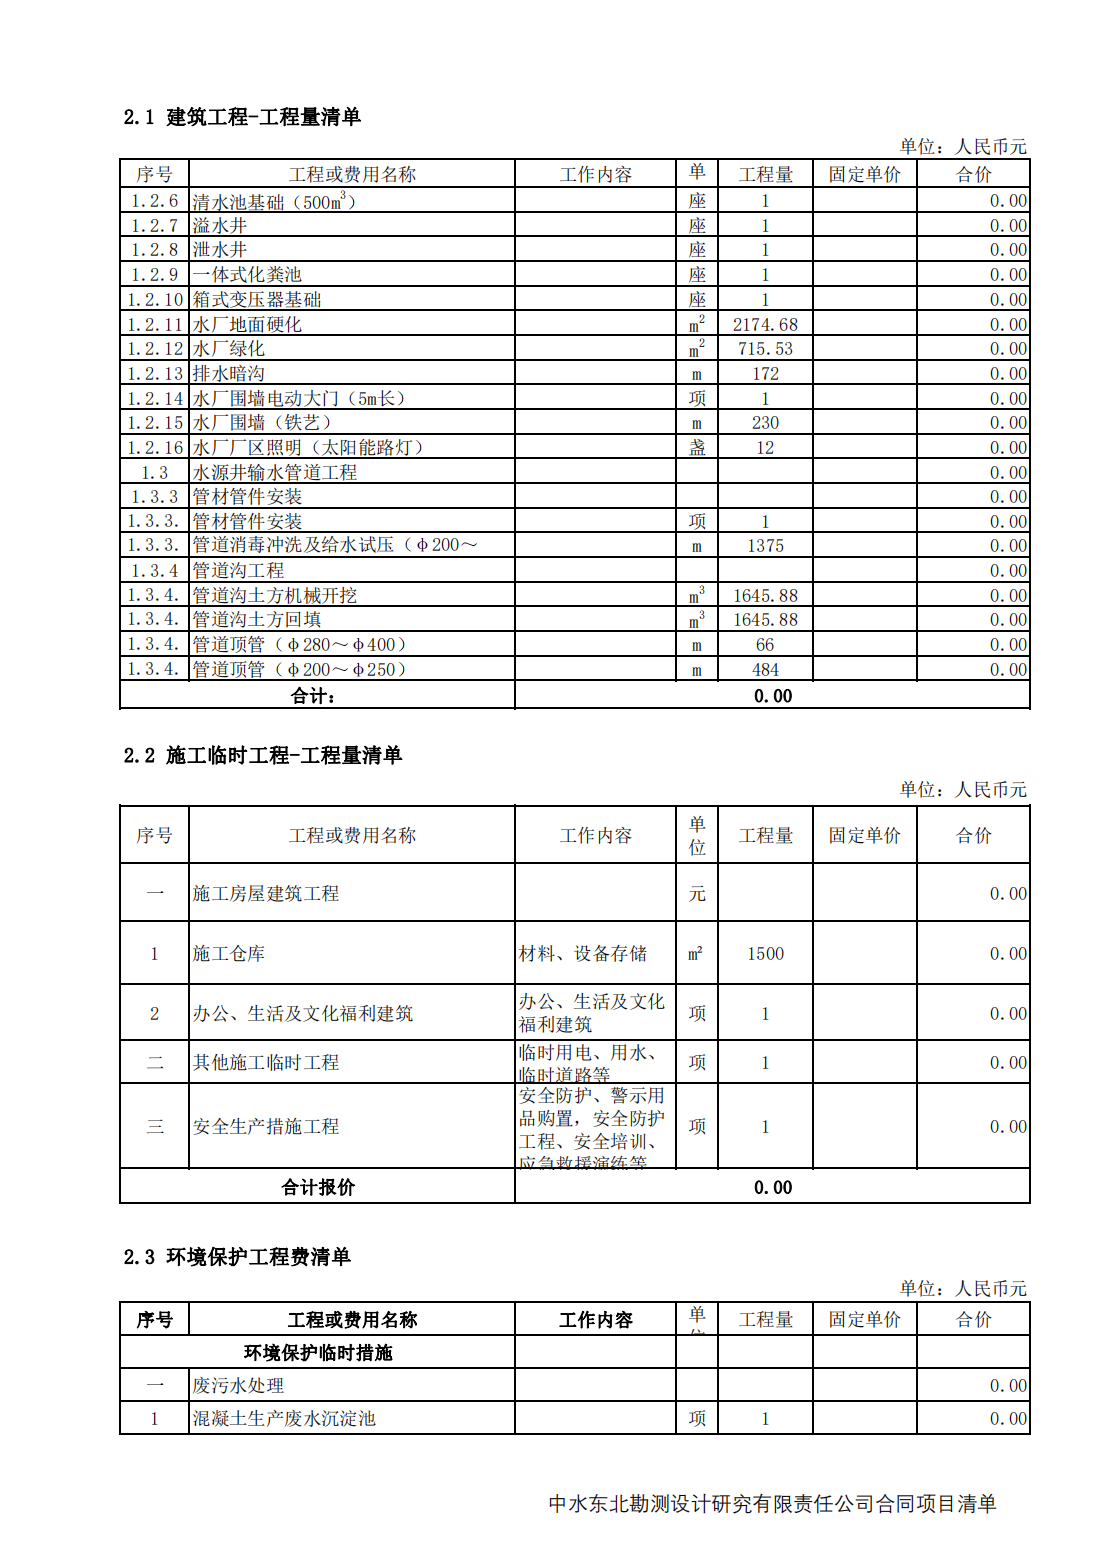 2.1 建筑工程-工程量清单
单位：人民币元
序号 工程或费用名称 工作内容 单 工程量 固定单价 合价
1.2.6 清水池基础（500m³） 座 1 0.00
1.2.7 溢水井 座 1 0.00
1.2.8 泄水井 座 1 0.00
1.2.9 一体式化粪池 座 1 0.00
1.2.10 箱式变压器基础 座 1 0.00
1.2.11 水厂地面硬化 m² 2174.68 0.00
1.2.12 水厂绿化 m² 715.53 0.00
1.2.13 排水暗沟 m 172 0.00
1.2.14 水厂围墙电动大门（5m长） 项 1 0.00
1.2.15 水厂围墙（铁艺） m 230 0.00
1.2.16 水厂厂区照明（太阳能路灯） 盏 12 0.00
1.3 水源井输水管道工程 0.00
1.3.3 管材管件安装 0.00
1.3.3. 管材管件安装 项 1 0.00
1.3.3. 管道消毒冲洗及给水试压（φ200～ m 1375 0.00
1.3.4 管道沟工程 0.00
1.3.4. 管道沟土方机械开挖 m³ 1645.88 0.00
1.3.4. 管道沟土方回填 m³ 1645.88 0.00
1.3.4. 管道顶管（φ280～φ400） m 66 0.00
1.3.4. 管道顶管（φ200～φ250） m 484 0.00
合计： 0.00
2.2 施工临时工程-工程量清单
单位：人民币元
序号 工程或费用名称 工作内容 单位 工程量 固定单价 合价
一 施工房屋建筑工程 元 0.00
1 施工仓库 材料、设备存储 m² 1500 0.00
2 办公、生活及文化福利建筑 办公、生活及文化
福利建筑 项 1 0.00
二 其他施工临时工程 临时用电、用水、
临时道路等 项 1 0.00
三 安全生产措施工程 安全防护、警示用
品购置，安全防护
工程、安全培训、
应急救援演练等 项 1 0.00
合计报价 0.00
2.3 环境保护工程费清单
单位：人民币元
序号 工程或费用名称 工作内容 单位 工程量 固定单价 合价
环境保护临时措施
一 废污水处理 0.00
1 混凝土生产废水沉淀池 项 1 0.00
中水东北勘测设计研究有限责任公司合同项目清单